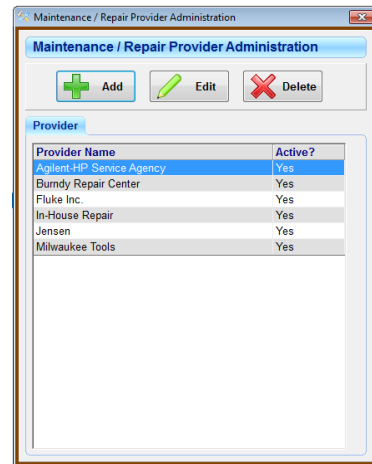 Maintenance / Repair Provider Administration
Maintenance / Repair Provider Administration
Add Edit Delete
Provider
Provider Name Active?
Agilent-HP Service Agency Yes
Burndy Repair Center Yes
Fluke Inc. Yes
In-House Repair Yes
Jensen Yes
Milwaukee Tools Yes